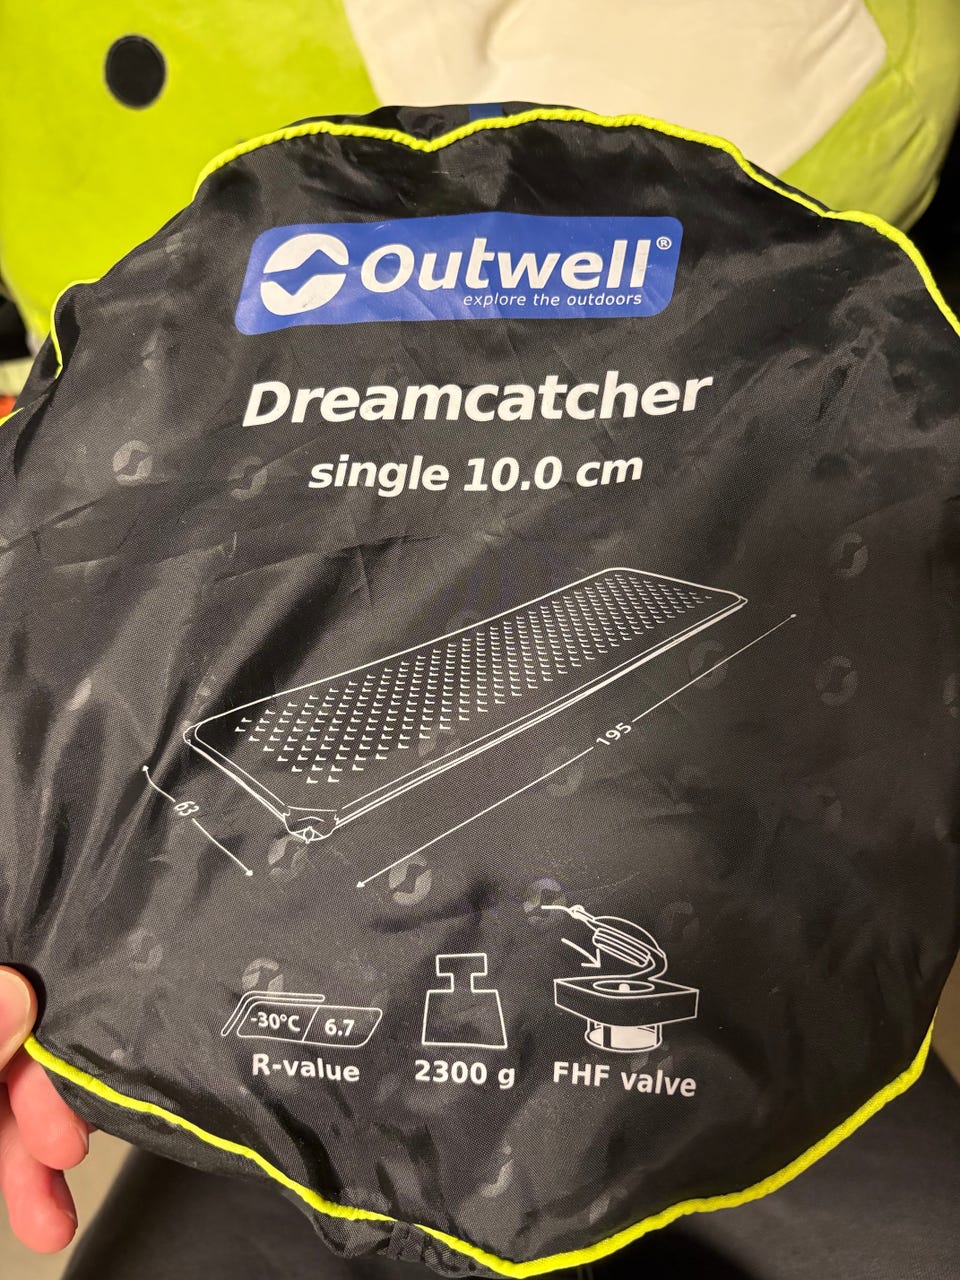 Outwell®
explore the outdoors
Dreamcatcher
single 10.0 cm
195
63
-30°C / 6.7
R-value
2300 g
FHF valve